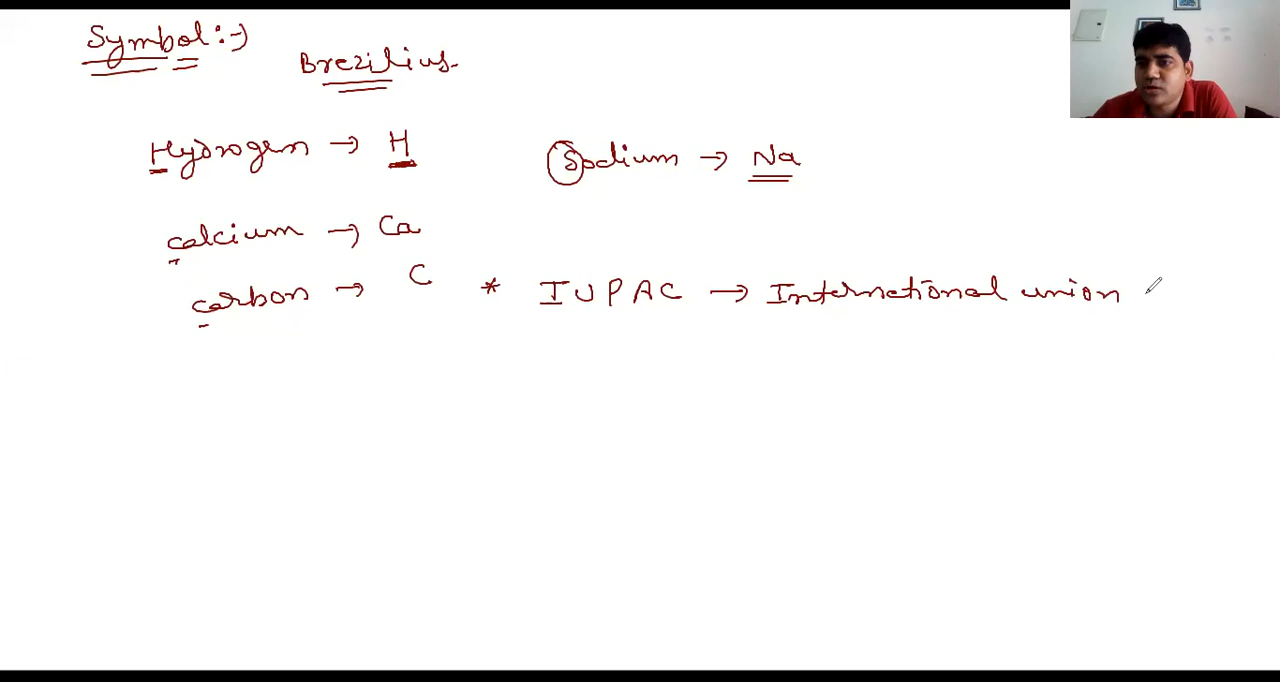 Symbol :-)
Brezilius.
Hydrogen → H
Sodium → Na
calcium → Ca
carbon → C
* IUPAC → International union